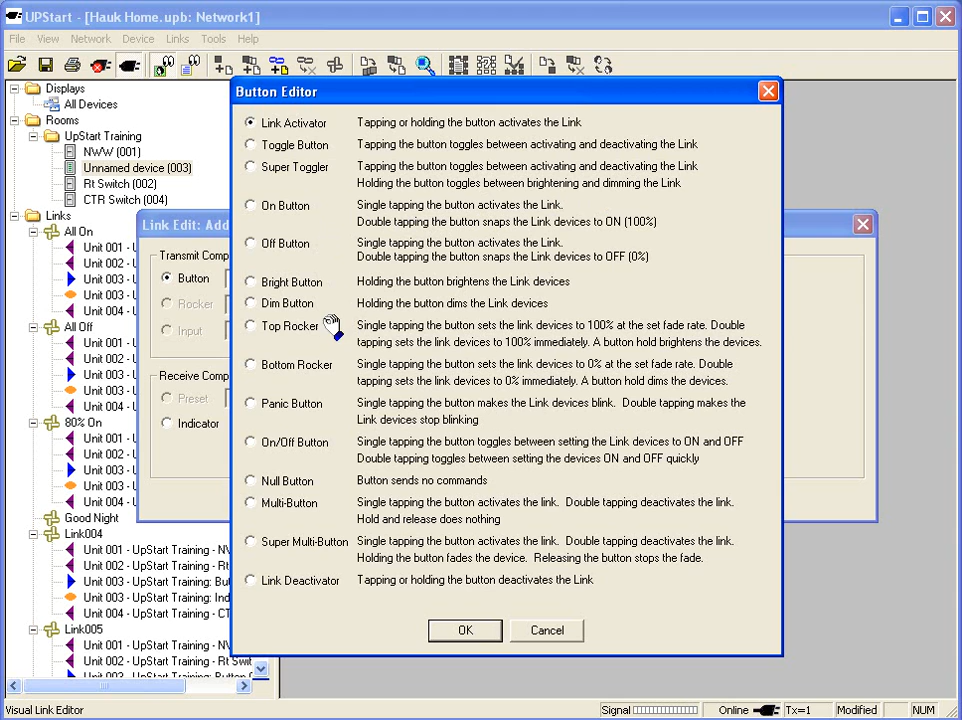 UPStart - [Hauk Home.upb: Network1]
File View Network Device Links Tools Help
Displays
All Devices
Rooms
UpStart Training
NWW (001)
Unnamed device (003)
Rt Switch (002)
CTR Switch (004)
Links
All On
Unit 001 - U
Unit 002 - U
Unit 003 - U
Unit 003 - U
Unit 004 - U
All Off
Unit 001 - U
Unit 002 - U
Unit 003 - U
Unit 003 - U
Unit 004 - U
80% On
Unit 001 - U
Unit 002 - U
Unit 003 - U
Unit 003 - U
Unit 004 - U
Good Night
Link004
Unit 001 - UpStart Training - NV
Unit 002 - UpStart Training - Rt
Unit 003 - UpStart Training: But
Unit 003 - UpStart Training: Ind
Unit 004 - UpStart Training - CT
Link005
Unit 001 - UpStart Training - NV
Unit 002 - UpStart Training - Rt Swit
Unit 003 - UpStart Training: Button
Link Edit: Add
Transmit Comp
Button
Rocker
Input
Receive Comp
Preset
Indicator
Button Editor
Link Activator Tapping or holding the button activates the Link
Toggle Button Tapping the button toggles between activating and deactivating the Link
Super Toggler Tapping the button toggles between activating and deactivating the Link
Holding the button toggles between brightening and dimming the Link
On Button Single tapping the button activates the Link.
Double tapping the button snaps the Link devices to ON (100%)
Off Button Single tapping the button activates the Link.
Double tapping the button snaps the Link devices to OFF (0%)
Bright Button Holding the button brightens the Link devices
Dim Button Holding the button dims the Link devices
Top Rocker Single tapping the button sets the link devices to 100% at the set fade rate. Double
tapping sets the link devices to 100% immediately. A button hold brightens the devices.
Bottom Rocker Single tapping the button sets the link devices to 0% at the set fade rate. Double
tapping sets the link devices to 0% immediately. A button hold dims the devices.
Panic Button Single tapping the button makes the Link devices blink. Double tapping makes the
Link devices stop blinking
On/Off Button Single tapping the button toggles between setting the Link devices to ON and OFF
Double tapping toggles between setting the devices ON and OFF quickly
Null Button Button sends no commands
Multi-Button Single tapping the button activates the link. Double tapping deactivates the link.
Hold and release does nothing
Super Multi-Button Single tapping the button activates the link. Double tapping deactivates the link.
Holding the button fades the device. Releasing the button stops the fade.
Link Deactivator Tapping or holding the button deactivates the Link
OK Cancel
Visual Link Editor Signal Online Tx=1 Modified NUM